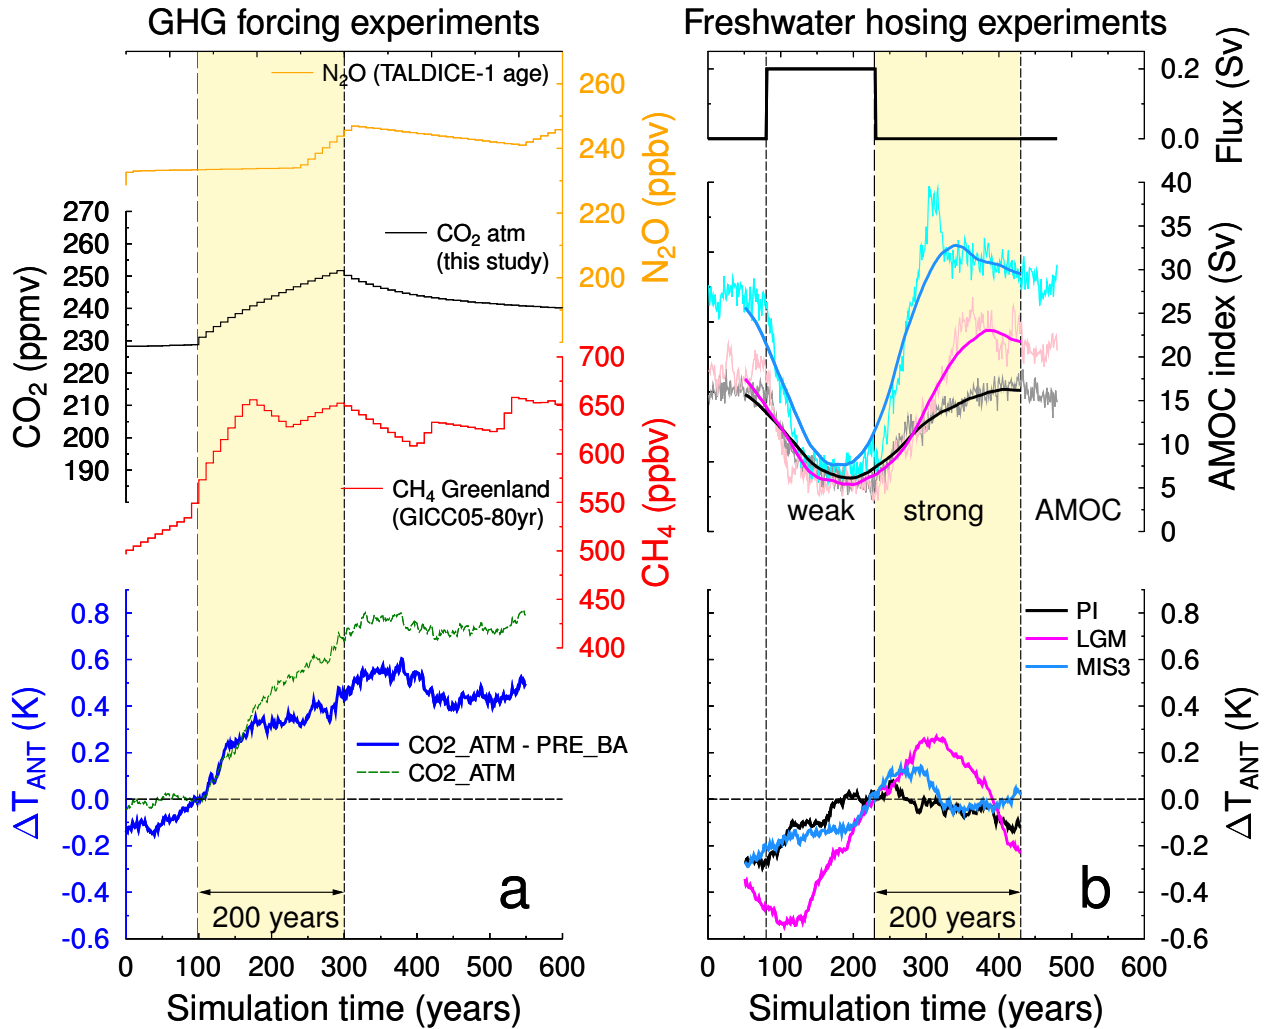 GHG forcing experiments
N₂O (TALDICE-1 age)
260
240
200
N₂O (ppbv)
270
260
250
240
230
220
210
200
190
CO₂ (ppmv)
CO₂ atm
(this study)
700
650
600
550
500
450
400
CH₄ (ppbv)
CH₄ Greenland
(GICC05-80yr)
0.8
0.6
0.4
0.2
0.0
-0.2
-0.4
-0.6
ΔT_ANT (K)
CO2_ATM - PRE_BA
CO2_ATM
200 years
a
0 100 200 300 400 500 600
Simulation time (years)
Freshwater hosing experiments
0.2
0.0
Flux (Sv)
40
35
30
25
20
15
10
5
0
AMOC index (Sv)
weak strong AMOC
PI
LGM
MIS3
0.8
0.6
0.4
0.2
0.0
-0.2
-0.4
-0.6
ΔT_ANT (K)
200 years
b
0 100 200 300 400 500 600
Simulation time (years)